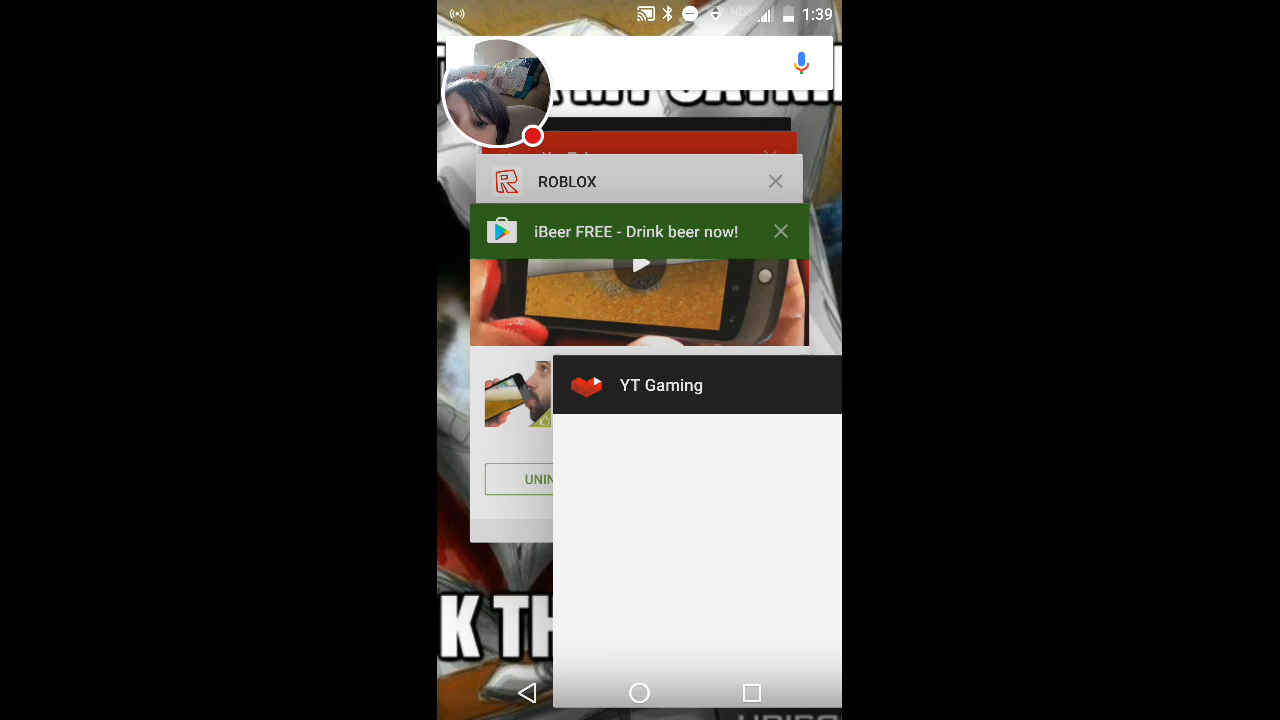 1:39
ROBLOX
iBeer FREE - Drink beer now!
YT Gaming
UNIN
K TH